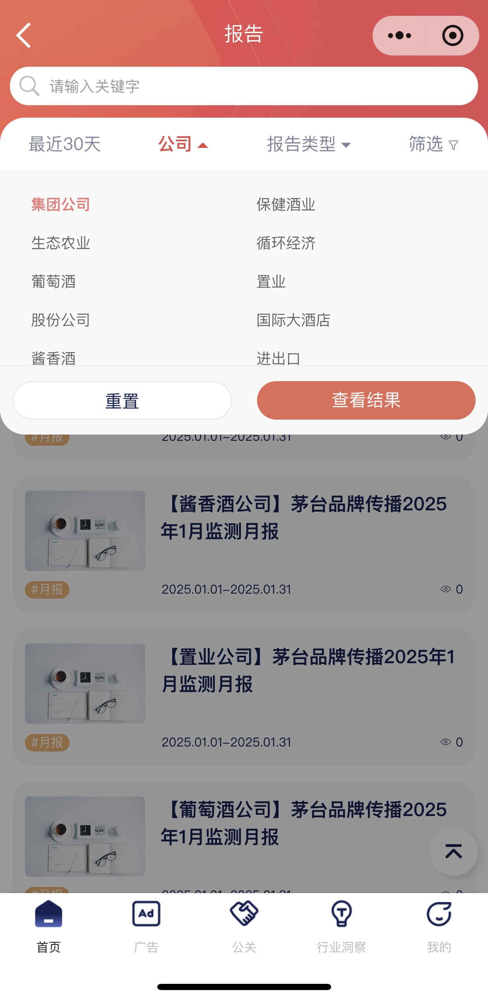 报告
请输入关键字
最近30天 公司 报告类型 筛选
集团公司 保健酒业
生态农业 循环经济
葡萄酒 置业
股份公司 国际大酒店
酱香酒 进出口
重置 查看结果
#月报 2025.01.01-2025.01.31 0
【酱香酒公司】茅台品牌传播2025
年1月监测月报
SUN
#月报 2025.01.01-2025.01.31 0
【置业公司】茅台品牌传播2025年1
月监测月报
SUN
#月报 2025.01.01-2025.01.31 0
【葡萄酒公司】茅台品牌传播2025
年1月监测月报
SUN
Ad
首页 广告 公关 行业洞察 我的